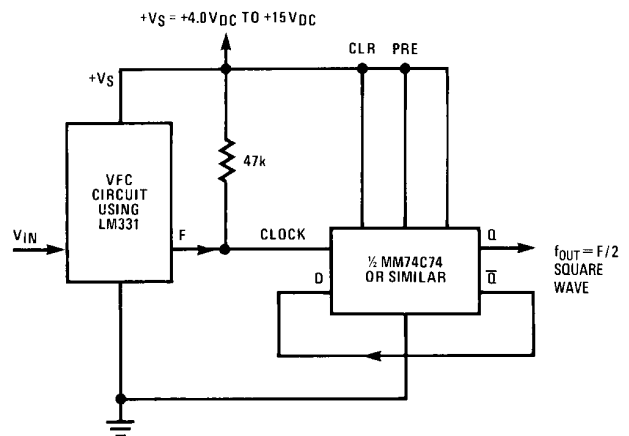 +VS = +4.0VDC TO +15VDC
CLR PRE
+VS
47k
VFC
CIRCUIT
USING
LM331
VIN
F
CLOCK
Q
½ MM74C74
OR SIMILAR
D
Q̅
fOUT = F/2
SQUARE
WAVE